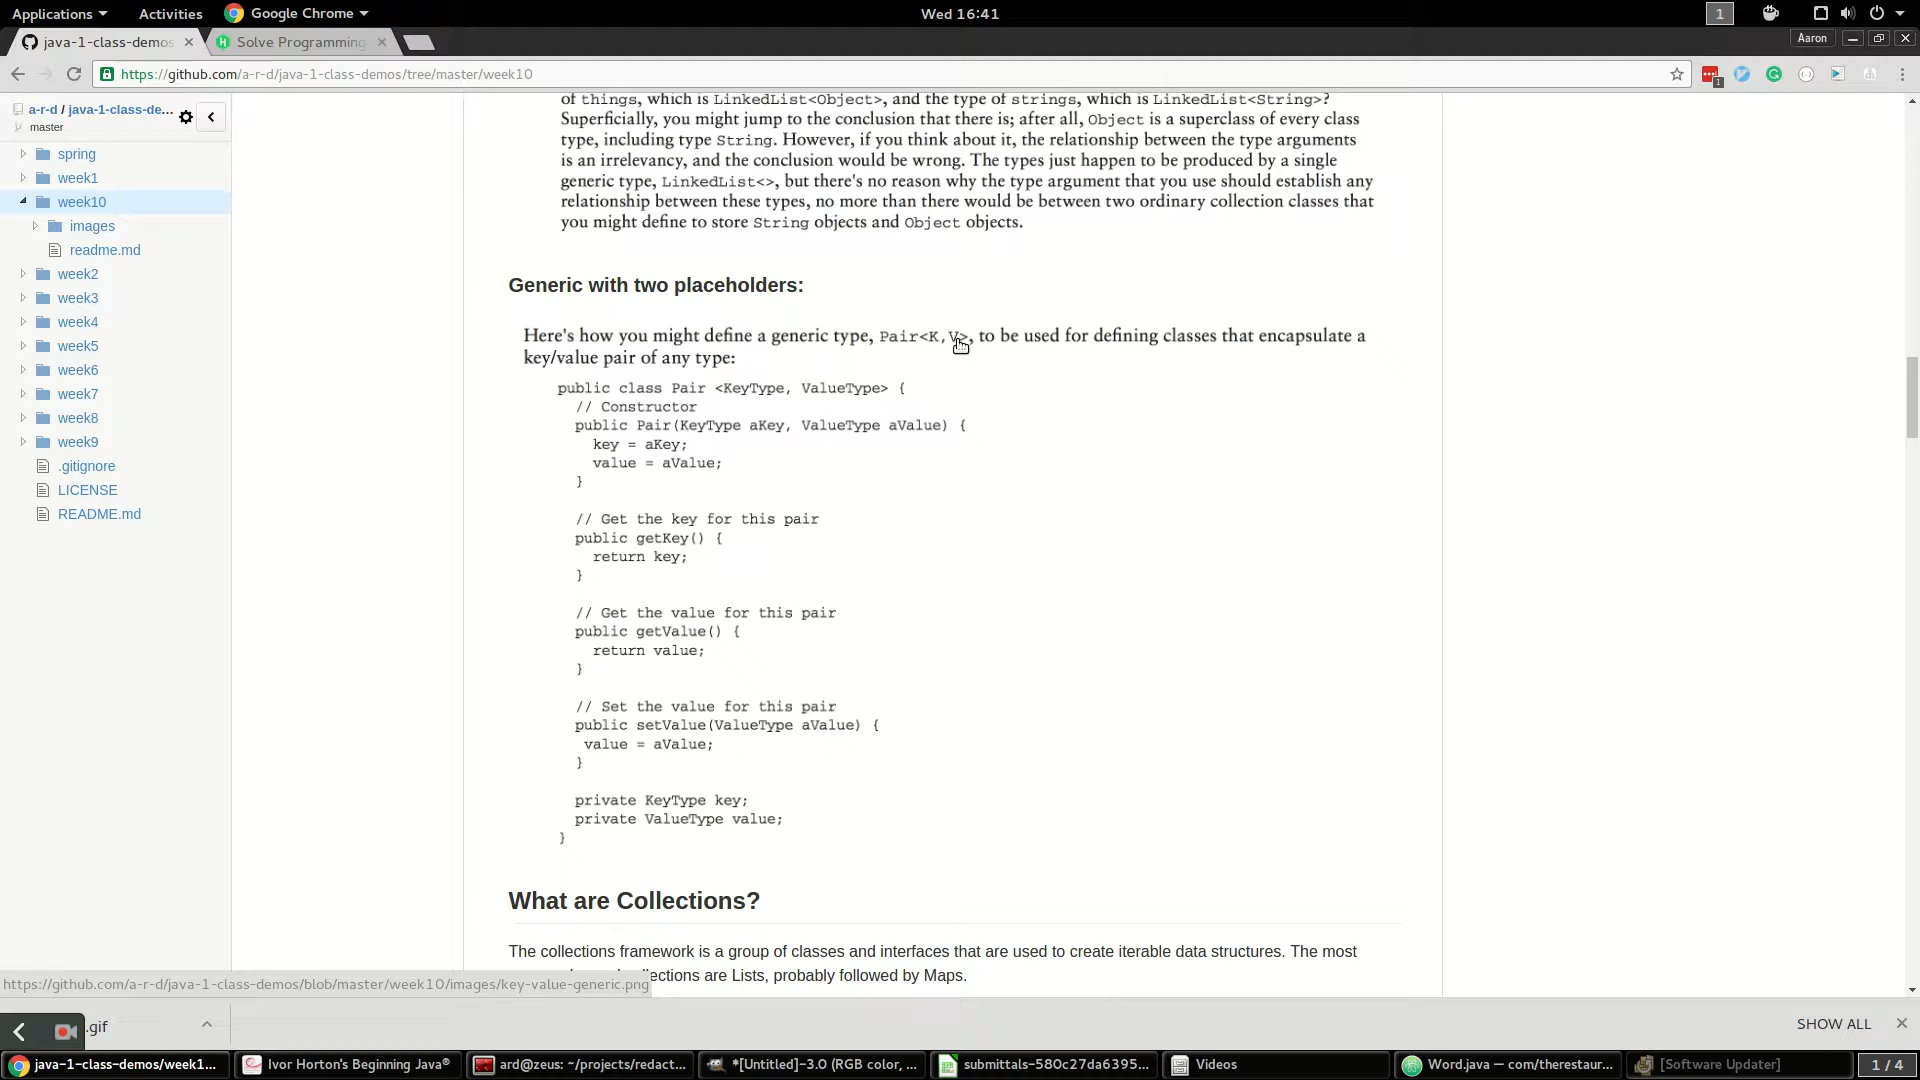 Applications
Activities
Google Chrome
Wed 16:41
1
java-1-class-demos
Solve Programming
Aaron
https://github.com/a-r-d/java-1-class-demos/tree/master/week10
1
a-r-d / java-1-class-de...
master
spring
week1
week10
images
readme.md
week2
week3
week4
week5
week6
week7
week8
week9
.gitignore
LICENSE
README.md
of things, which is LinkedList<Object>, and the type of strings, which is LinkedList<String>?
Superficially, you might jump to the conclusion that there is; after all, Object is a superclass of every class
type, including type String. However, if you think about it, the relationship between the type arguments
is an irrelevancy, and the conclusion would be wrong. The types just happen to be produced by a single
generic type, LinkedList<>, but there's no reason why the type argument that you use should establish any
relationship between these types, no more than there would be between two ordinary collection classes that
you might define to store String objects and Object objects.
Generic with two placeholders:
Here's how you might define a generic type, Pair<K,V>, to be used for defining classes that encapsulate a
key/value pair of any type:
public class Pair <KeyType, ValueType> {
// Constructor
public Pair(KeyType aKey, ValueType aValue) {
key = aKey;
value = aValue;
}
// Get the key for this pair
public getKey() {
return key;
}
// Get the value for this pair
public getValue() {
return value;
}
// Set the value for this pair
public setValue(ValueType aValue) {
value = aValue;
}
private KeyType key;
private ValueType value;
}
What are Collections?
The collections framework is a group of classes and interfaces that are used to create iterable data structures. The most
are Lists, probably followed by Maps.
https://github.com/a-r-d/java-1-class-demos/blob/master/week10/images/key-value-generic.png
.gif
SHOW ALL
java-1-class-demos/week1...
Ivor Horton's Beginning Java®
ard@zeus: ~/projects/redact...
*[Untitled]-3.0 (RGB color, ...
submittals-580c27da6395...
Videos
Word.java — com/therestaur...
[Software Updater]
1 / 4